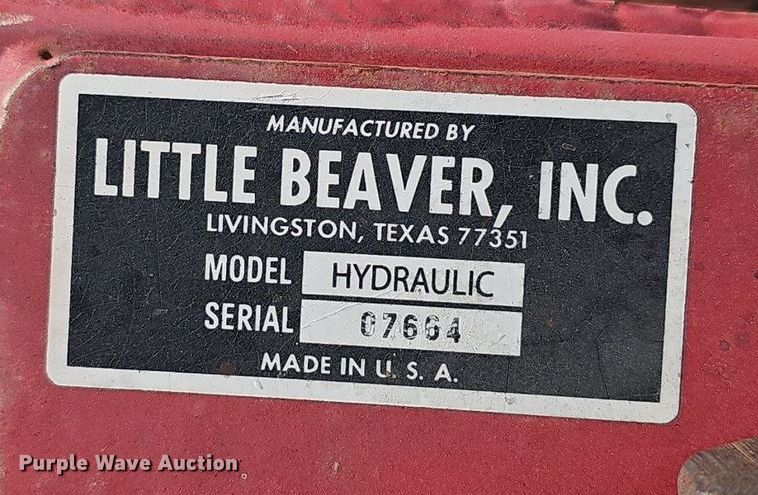 MANUFACTURED BY
LITTLE BEAVER, INC.
LIVINGSTON, TEXAS 77351
MODEL HYDRAULIC
SERIAL 07664
MADE IN U. S. A.
Purple Wave Auction